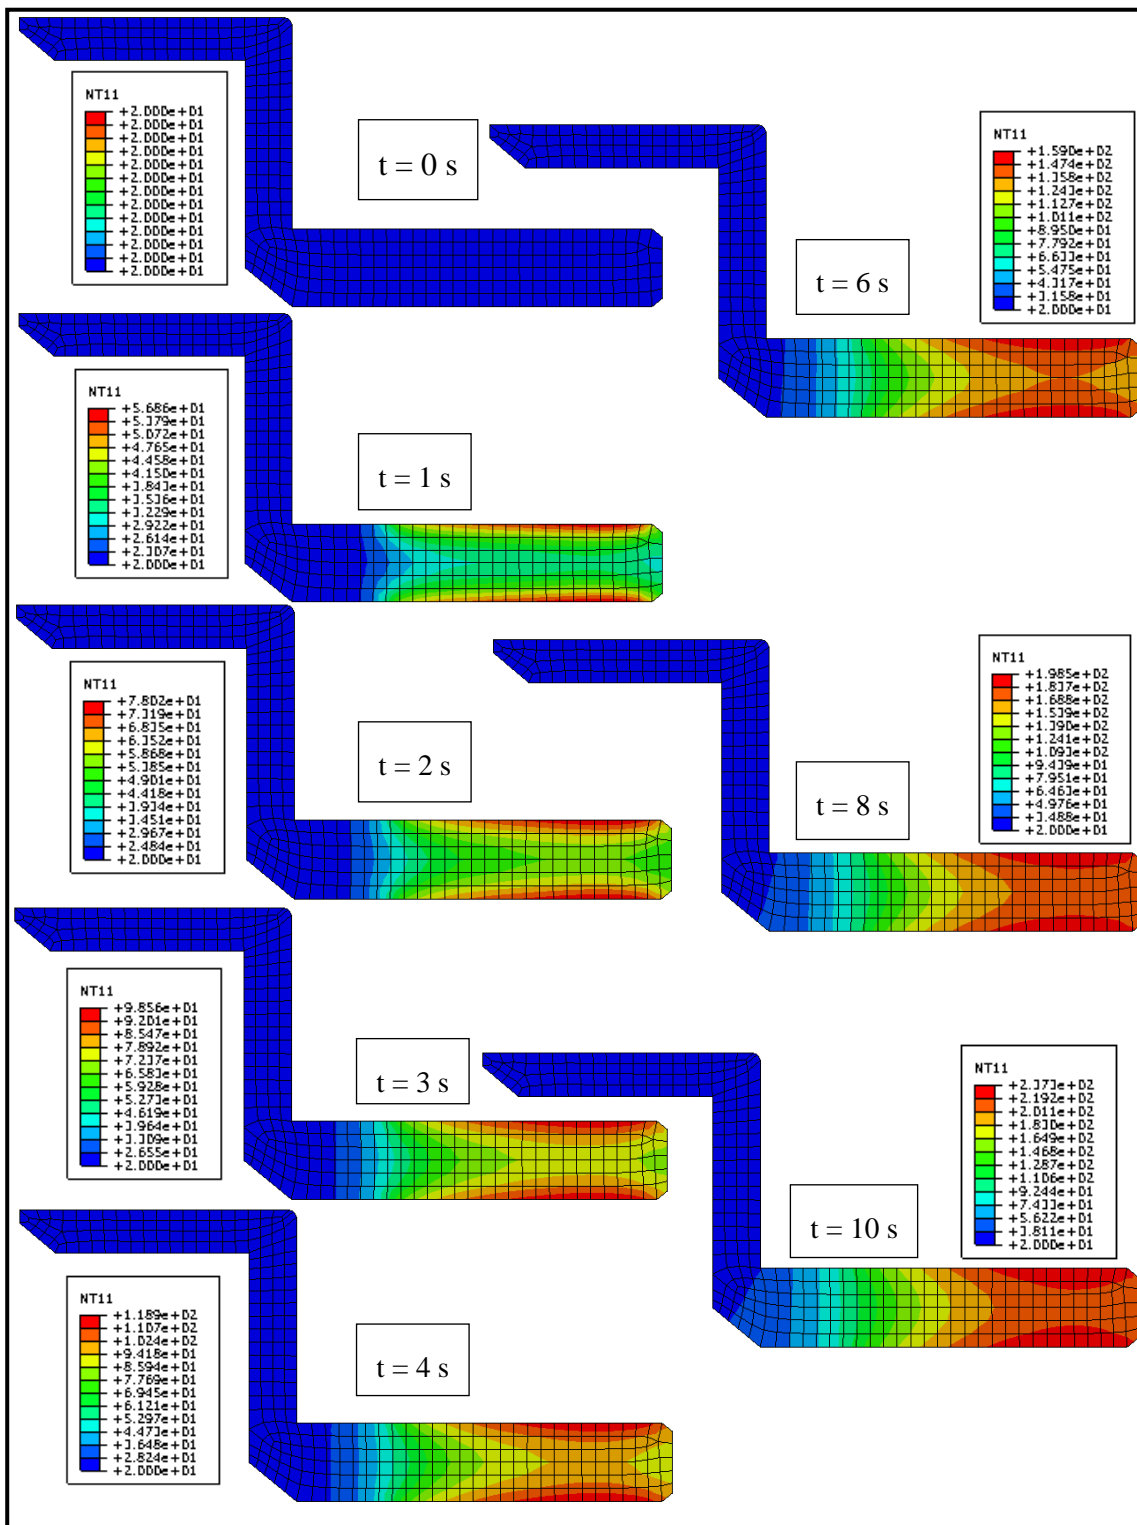 NT11
+2.000e+01
+2.000e+01
+2.000e+01
+2.000e+01
+2.000e+01
+2.000e+01
+2.000e+01
+2.000e+01
+2.000e+01
+2.000e+01
+2.000e+01
+2.000e+01
+2.000e+01
t = 0 s
NT11
+5.686e+01
+5.379e+01
+5.072e+01
+4.765e+01
+4.458e+01
+4.150e+01
+3.843e+01
+3.536e+01
+3.229e+01
+2.922e+01
+2.614e+01
+2.307e+01
+2.000e+01
t = 1 s
NT11
+7.802e+01
+7.319e+01
+6.835e+01
+6.352e+01
+5.868e+01
+5.385e+01
+4.901e+01
+4.418e+01
+3.934e+01
+3.451e+01
+2.967e+01
+2.484e+01
+2.000e+01
t = 2 s
NT11
+9.856e+01
+9.201e+01
+8.547e+01
+7.892e+01
+7.237e+01
+6.583e+01
+5.928e+01
+5.273e+01
+4.619e+01
+3.964e+01
+3.309e+01
+2.655e+01
+2.000e+01
t = 3 s
NT11
+1.189e+02
+1.107e+02
+1.024e+02
+9.418e+01
+8.594e+01
+7.769e+01
+6.945e+01
+6.121e+01
+5.297e+01
+4.473e+01
+3.648e+01
+2.824e+01
+2.000e+01
t = 4 s
NT11
+1.590e+02
+1.474e+02
+1.358e+02
+1.243e+02
+1.127e+02
+1.011e+02
+8.950e+01
+7.792e+01
+6.633e+01
+5.475e+01
+4.317e+01
+3.158e+01
+2.000e+01
t = 6 s
NT11
+1.985e+02
+1.837e+02
+1.688e+02
+1.539e+02
+1.390e+02
+1.241e+02
+1.093e+02
+9.439e+01
+7.951e+01
+6.463e+01
+4.976e+01
+3.488e+01
+2.000e+01
t = 8 s
NT11
+2.373e+02
+2.192e+02
+2.011e+02
+1.830e+02
+1.649e+02
+1.468e+02
+1.287e+02
+1.106e+02
+9.244e+01
+7.433e+01
+5.622e+01
+3.811e+01
+2.000e+01
t = 10 s